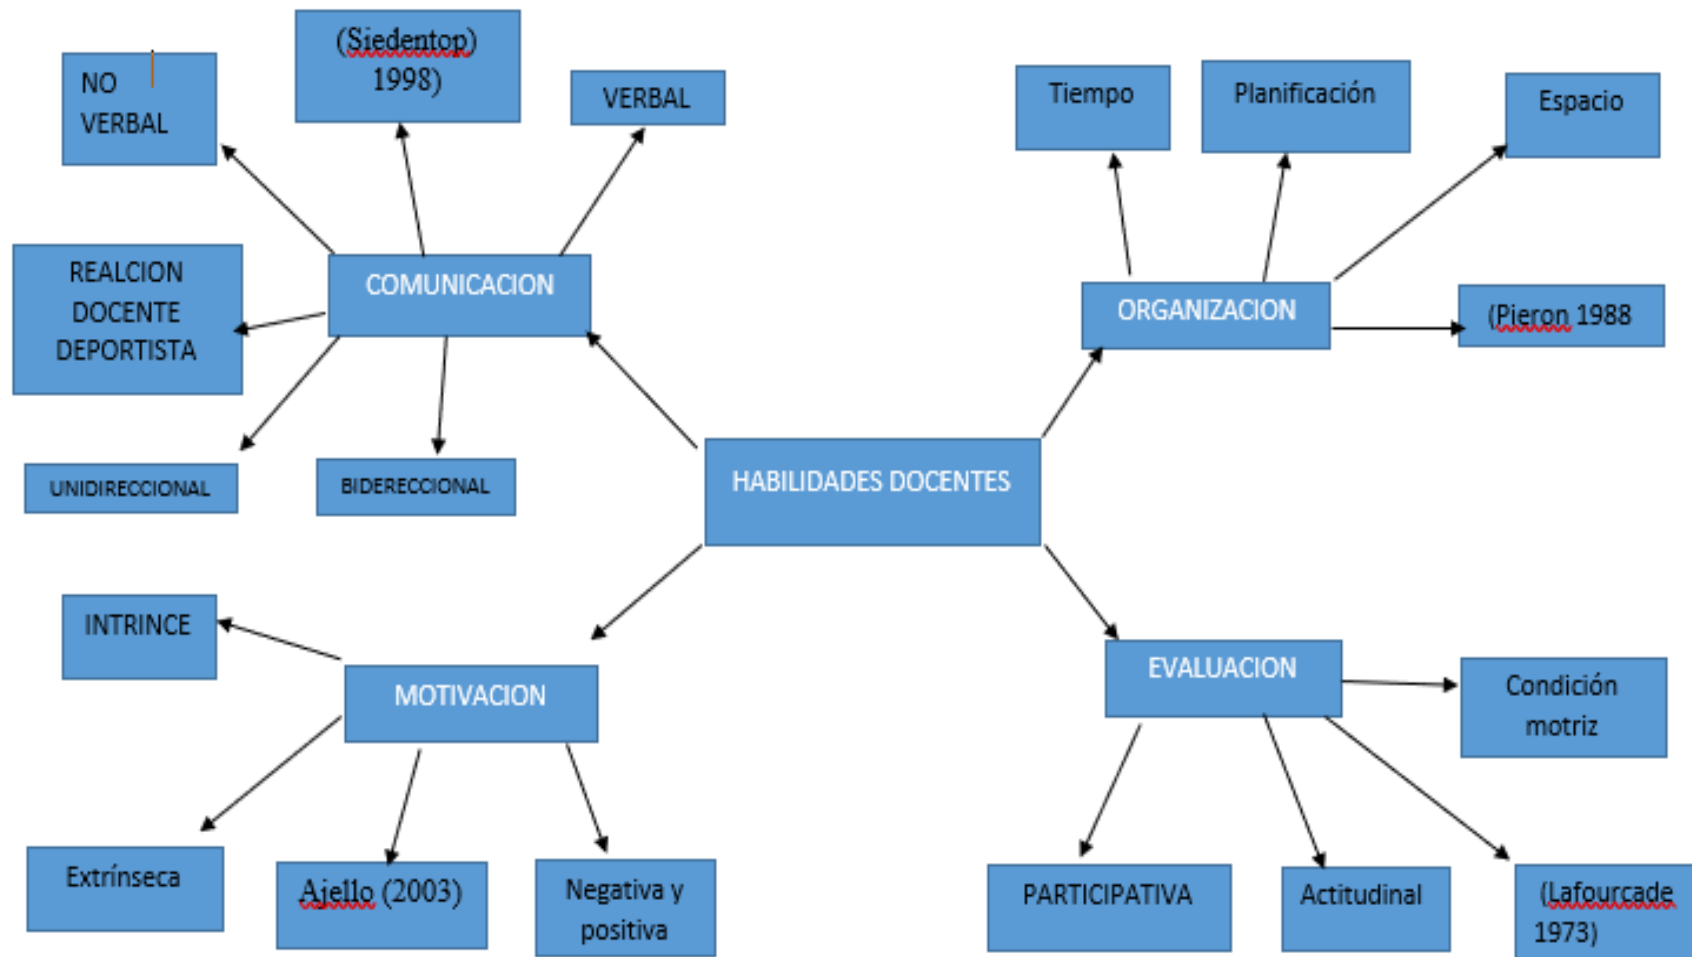 (Siedentop)
1998)
NO
VERBAL
VERBAL
Tiempo
Planificación
Espacio
REALCION
DOCENTE
DEPORTISTA
COMUNICACION
ORGANIZACION
(Pieron 1988
UNIDIRECCIONAL
BIDERECCIONAL
HABILIDADES DOCENTES
INTRINCE
MOTIVACION
EVALUACION
Condición
motriz
Extrínseca
Ajello (2003)
Negativa y
positiva
PARTICIPATIVA
Actitudinal
(Lafourcade
1973)